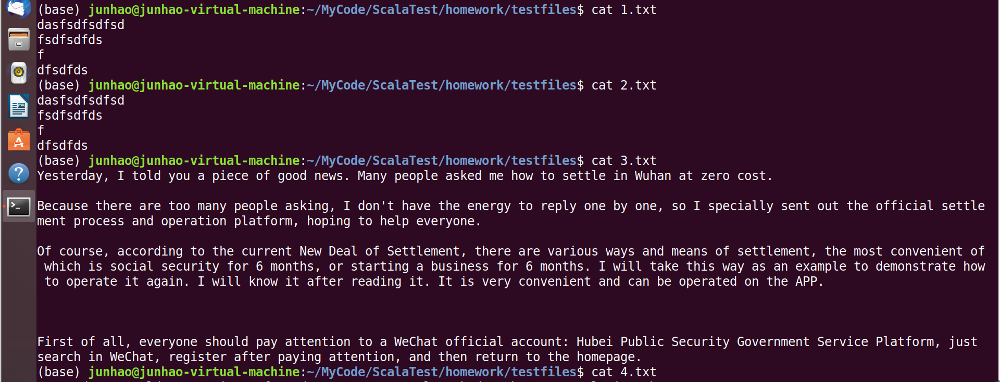 (base) junhao@junhao-virtual-machine:~/MyCode/ScalaTest/homework/testfiles$ cat 1.txt
dasfsdfsdfsd
fsdfsdfds
f
dfsdfds
(base) junhao@junhao-virtual-machine:~/MyCode/ScalaTest/homework/testfiles$ cat 2.txt
dasfsdfsdfsd
fsdfsdfds
f
dfsdfds
(base) junhao@junhao-virtual-machine:~/MyCode/ScalaTest/homework/testfiles$ cat 3.txt
Yesterday, I told you a piece of good news. Many people asked me how to settle in Wuhan at zero cost.
Because there are too many people asking, I don't have the energy to reply one by one, so I specially sent out the official settle
ment process and operation platform, hoping to help everyone.
Of course, according to the current New Deal of Settlement, there are various ways and means of settlement, the most convenient of
which is social security for 6 months, or starting a business for 6 months. I will take this way as an example to demonstrate how
to operate it again. I will know it after reading it. It is very convenient and can be operated on the APP.
First of all, everyone should pay attention to a WeChat official account: Hubei Public Security Government Service Platform, just
search in WeChat, register after paying attention, and then return to the homepage.
(base) junhao@junhao-virtual-machine:~/MyCode/ScalaTest/homework/testfiles$ cat 4.txt